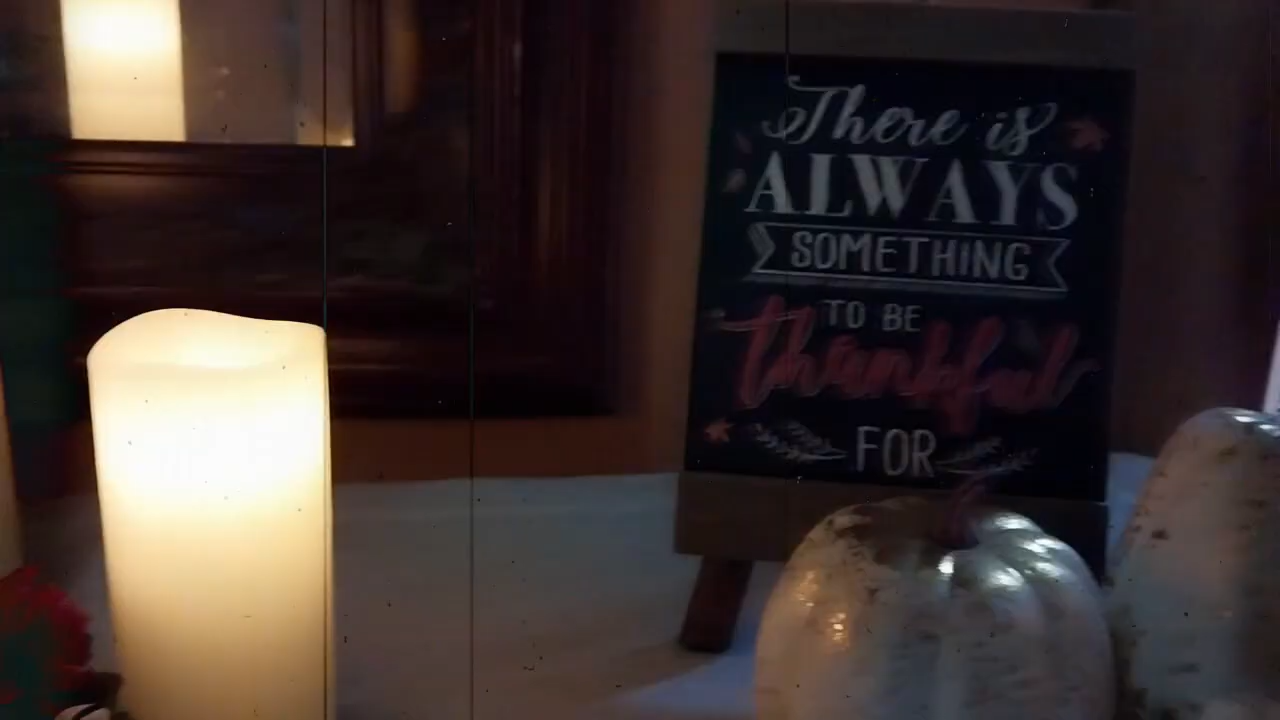 There is
ALWAYS
SOMETHING
TO BE
thankful
FOR